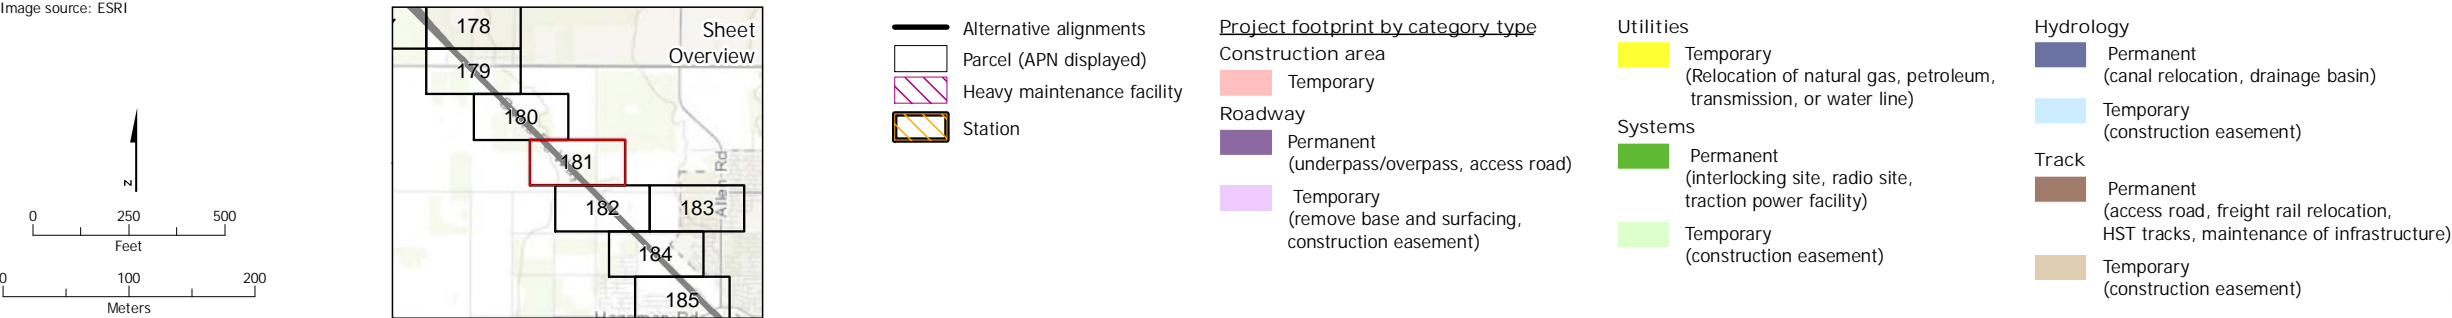 Image source: ESRI
N
0 250 500
Feet
0 100 200
Meters
178
Sheet
Overview
179
180
181
182
183
Allen-Rd
184
185
Alternative alignments
Parcel (APN displayed)
Heavy maintenance facility
Station
Project footprint by category type
Construction area
Temporary
Roadway
Permanent
(underpass/overpass, access road)
Temporary
(remove base and surfacing,
construction easement)
Utilities
Temporary
(Relocation of natural gas, petroleum,
transmission, or water line)
Systems
Permanent
(interlocking site, radio site,
traction power facility)
Temporary
(construction easement)
Hydrology
Permanent
(canal relocation, drainage basin)
Temporary
(construction easement)
Track
Permanent
(access road, freight rail relocation,
HST tracks, maintenance of infrastructure)
Temporary
(construction easement)